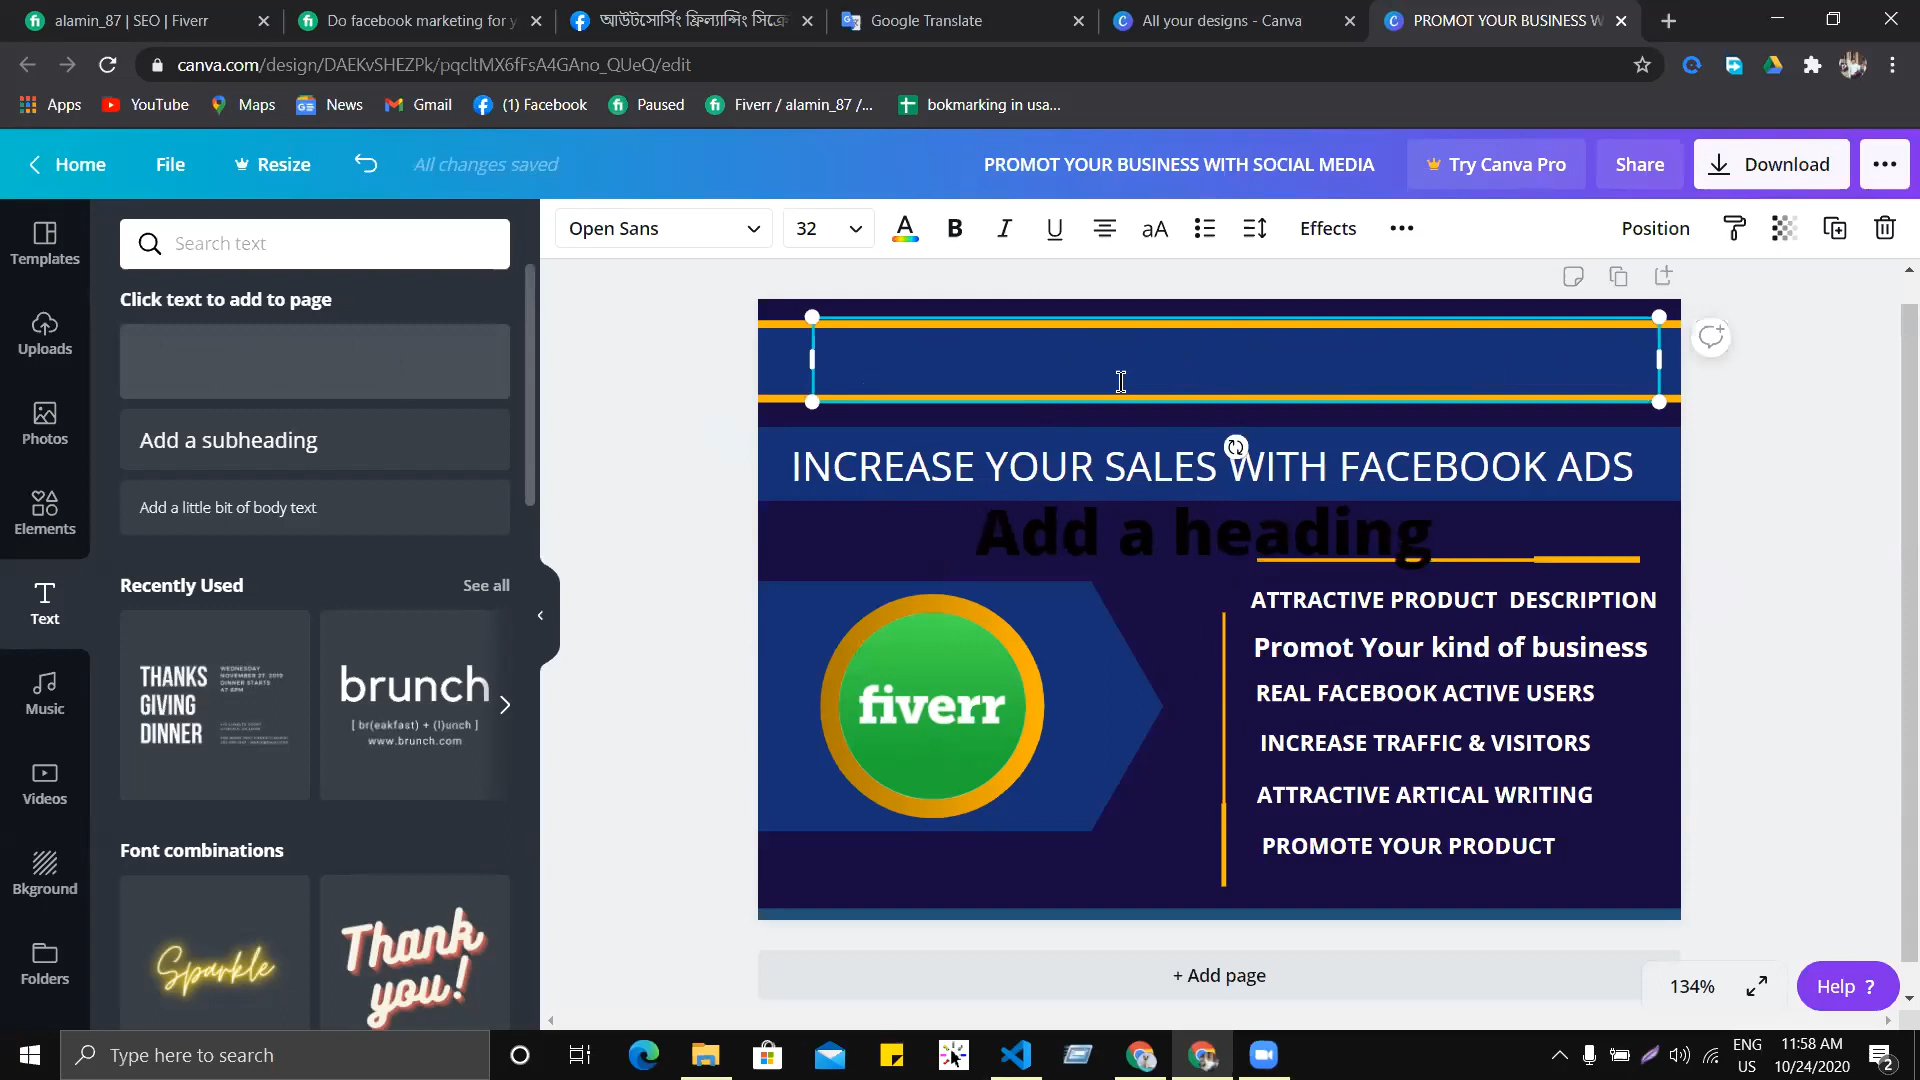 alamin_87 | SEO | Fiverr
Do facebook marketing for y
আউটসোর্সিং ফ্রিল্যান্সিং সিক্রে
Google Translate
All your designs - Canva
PROMOT YOUR BUSINESS W
canva.com/design/DAEKvSHEZPk/pqcltMX6fFsA4GAno_QUeQ/edit
Apps
YouTube
Maps
News
Gmail
(1) Facebook
Paused
Fiverr / alamin_87 /...
bokmarking in usa...
Home
File
Resize
All changes saved
PROMOT YOUR BUSINESS WITH SOCIAL MEDIA
Try Canva Pro
Share
Download
Templates
Uploads
Photos
Elements
Text
Music
Videos
Bkground
Folders
Search text
Click text to add to page
Add a subheading
Add a little bit of body text
Recently Used
See all
THANKS
GIVING
DINNER
WEDNESDAY
brunch
[ br(eakfast) + (l)unch ]
www.brunch.com
Font combinations
Sparkle
Thank
you!
Open Sans
32
Effects
Position
INCREASE YOUR SALES WITH FACEBOOK ADS
Add a heading
fiverr
ATTRACTIVE PRODUCT DESCRIPTION
Promot Your kind of business
REAL FACEBOOK ACTIVE USERS
INCREASE TRAFFIC & VISITORS
ATTRACTIVE ARTICAL WRITING
PROMOTE YOUR PRODUCT
+ Add page
134%
Help ?
Type here to search
ENG
US
11:58 AM
10/24/2020
2